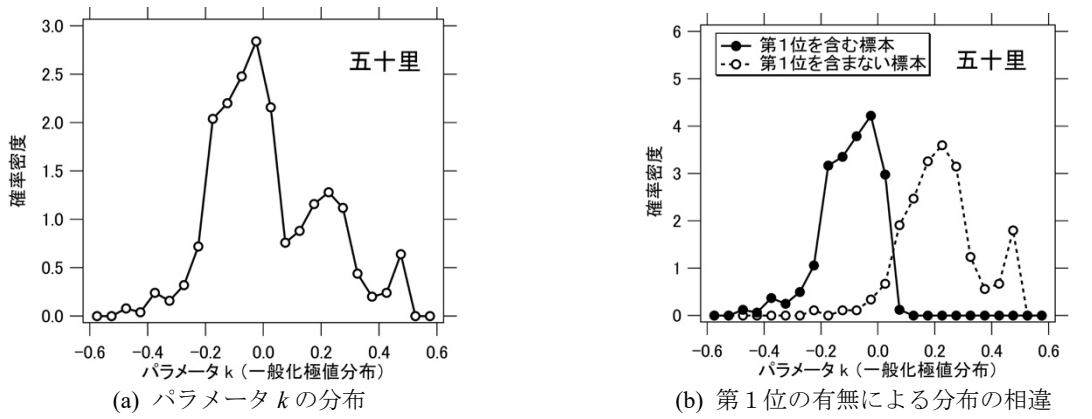 3.0
2.5
2.0
1.5
1.0
0.5
0.0
確率密度
五十里
-0.6 -0.4 -0.2 0.0 0.2 0.4 0.6
パラメータ k (一般化極値分布)
(a) パラメータ k の分布
6
5
4
3
2
1
0
確率密度
第1位を含む標本
第1位を含まない標本
五十里
-0.6 -0.4 -0.2 0.0 0.2 0.4 0.6
パラメータ k (一般化極値分布)
(b) 第1位の有無による分布の相違